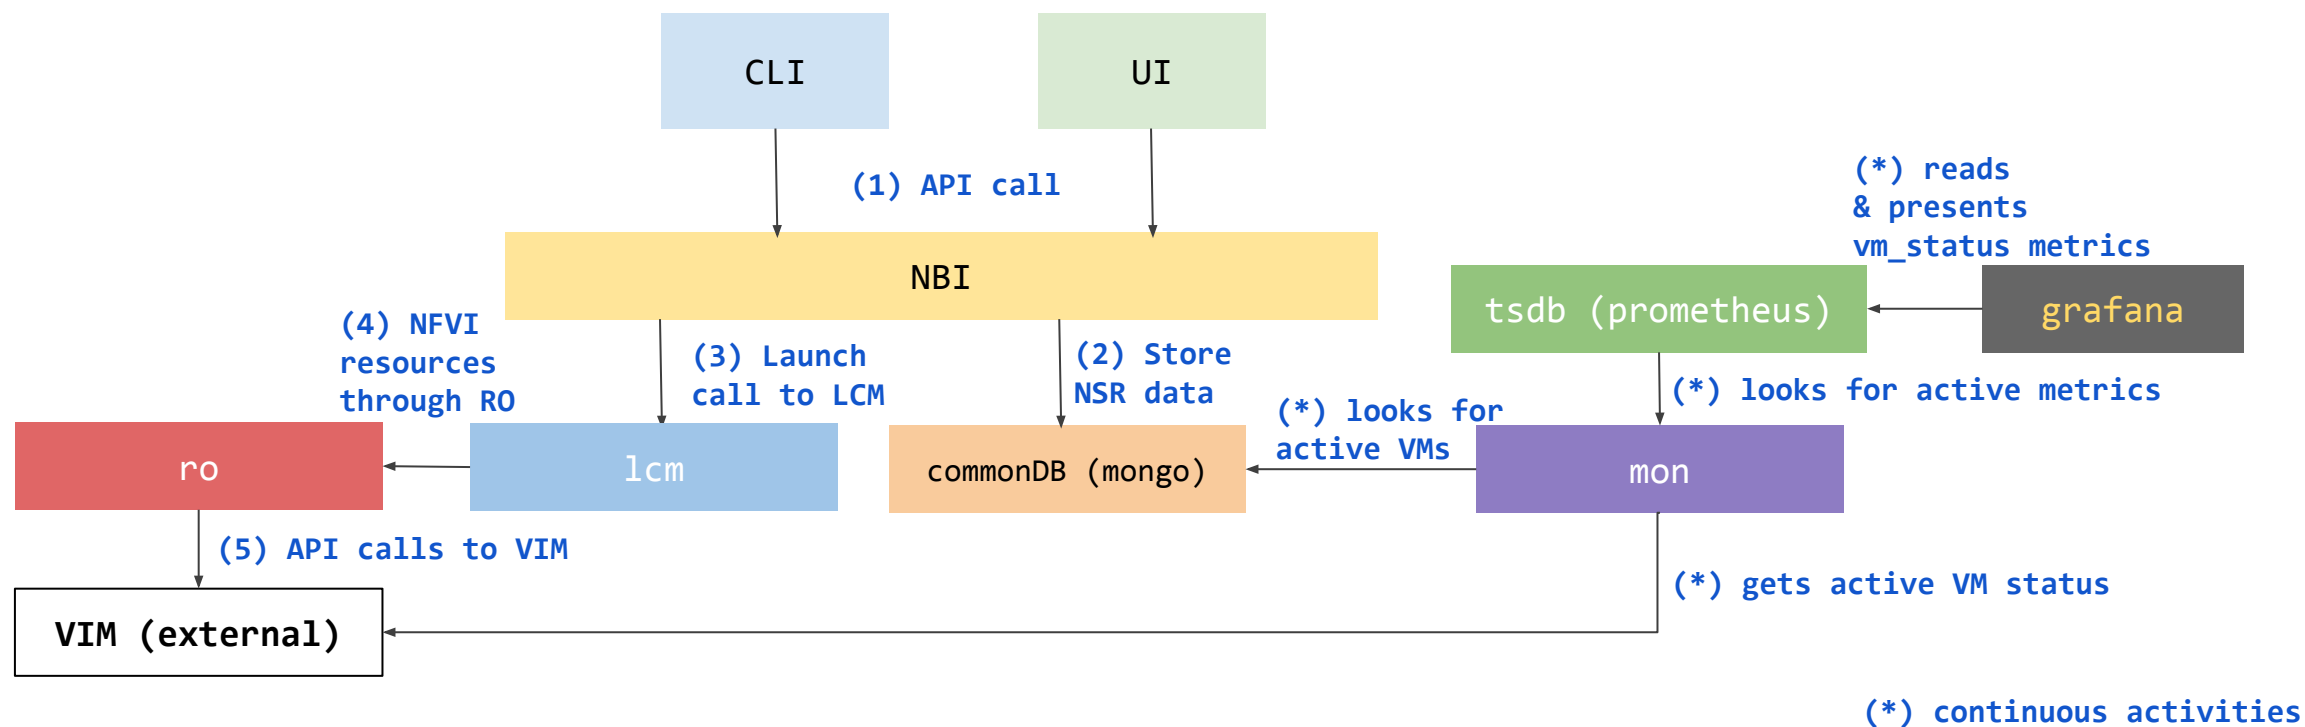 CLI
UI
(1) API call
(*) reads
& presents
vm_status metrics
NBI
tsdb (prometheus)
grafana
(4) NFVI
resources
through RO
(3) Launch
call to LCM
(2) Store
NSR data
(*) looks for active metrics
(*) looks for
active VMs
ro
lcm
commonDB (mongo)
mon
(5) API calls to VIM
(*) gets active VM status
VIM (external)
(*) continuous activities